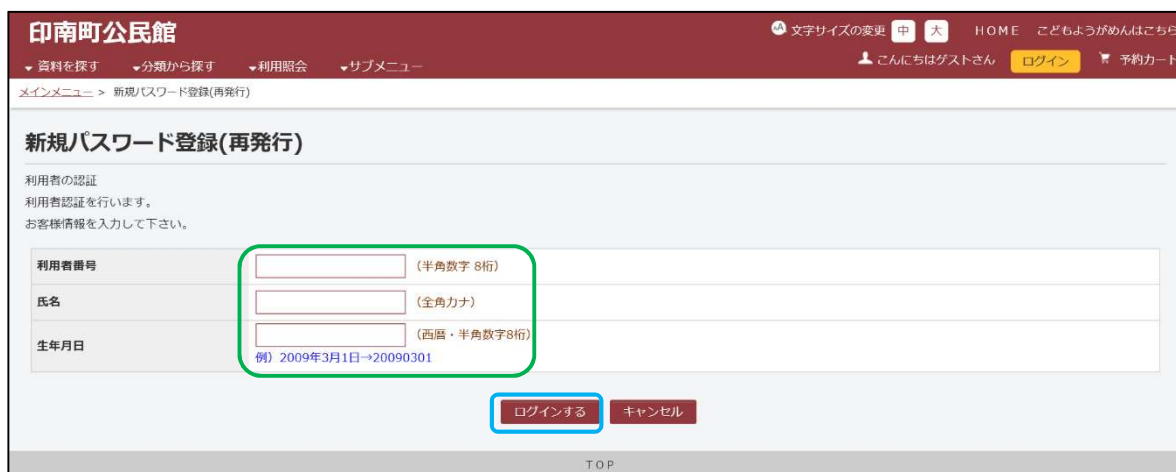 印南町公民館
文字サイズの変更 中 大 HOME こどもようがめんはこちら
資料を探す 分類から探す 利用照会 サブメニュー
こんにちはゲストさん ログイン 予約カート
メインメニュー > 新規パスワード登録(再発行)
新規パスワード登録(再発行)
利用者の認証
利用者認証を行います。
お客様情報を入力して下さい。
利用者番号 (半角数字 8桁)
氏名 (全角カナ)
生年月日 (西暦・半角数字8桁)
例) 2009年3月1日→20090301
ログインする キャンセル
TOP